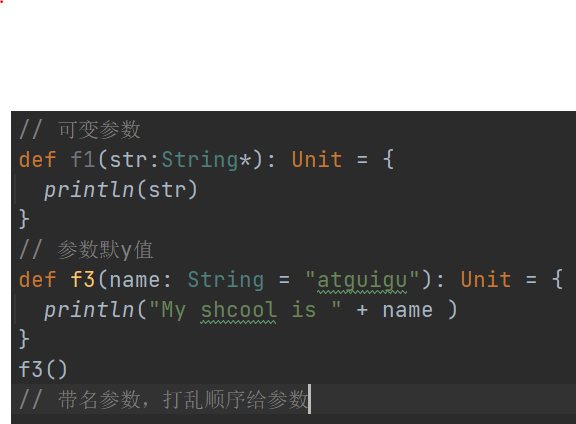 // 可变参数
def f1(str:String*): Unit = {
  println(str)
}
// 参数默y值
def f3(name: String = "atguigu"): Unit = {
  println("My shcool is " + name )
}
f3()
// 带名参数，打乱顺序给参数